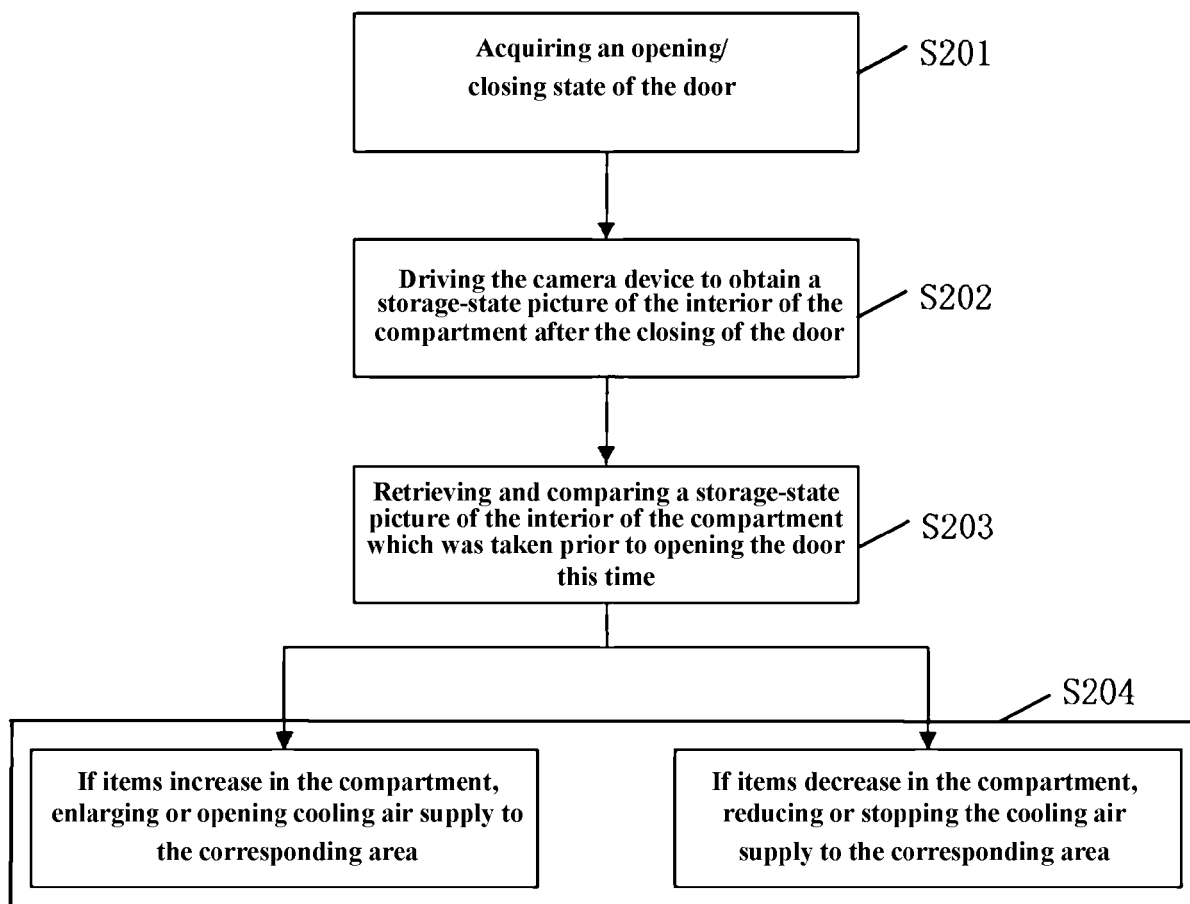 Acquiring an opening/
closing state of the door
S201
Driving the camera device to obtain a
storage-state picture of the interior of the
compartment after the closing of the door
S202
Retrieving and comparing a storage-state
picture of the interior of the compartment
which was taken prior to opening the door
this time
S203
S204
If items increase in the compartment,
enlarging or opening cooling air supply to
the corresponding area
If items decrease in the compartment,
reducing or stopping the cooling air
supply to the corresponding area